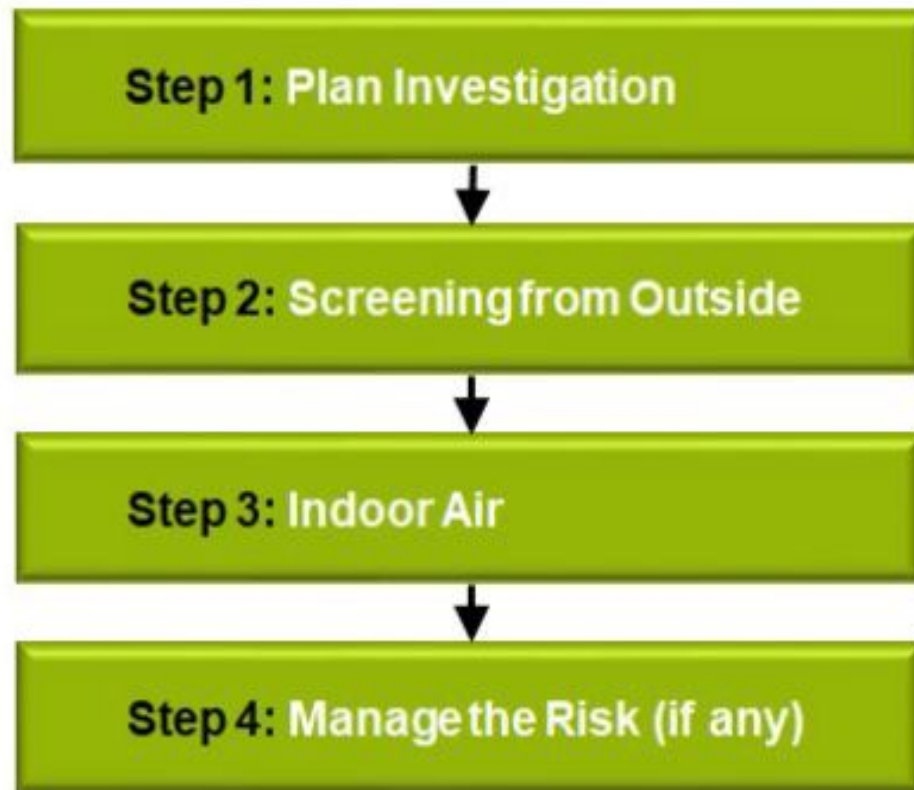 Step 1: Plan Investigation
Step 2: Screening from Outside
Step 3: Indoor Air
Step 4: Manage the Risk (if any)